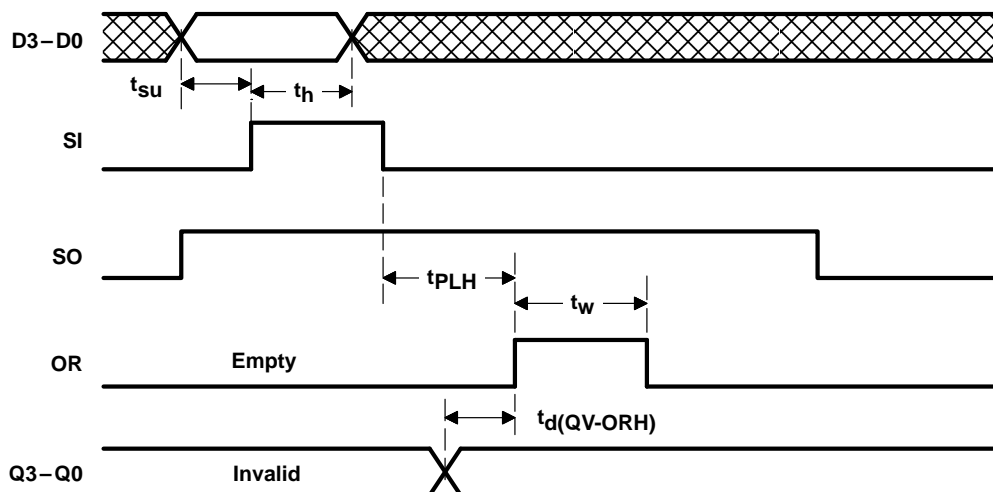 D3–D0
tsu
th
SI
SO
tPLH
tw
OR
Empty
td(QV-ORH)
Q3–Q0
Invalid